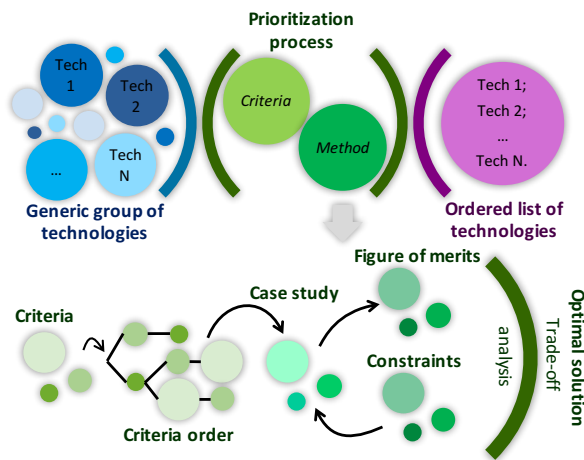 Prioritization
process
Tech
1
Tech
2
…
Tech
N
Generic group of
technologies
Criteria
Method
Tech 1;
Tech 2;
…
Tech N.
Ordered list of
technologies
Criteria
Criteria order
Case study
Figure of merits
Constraints
Optimal solution
Trade-off
analysis